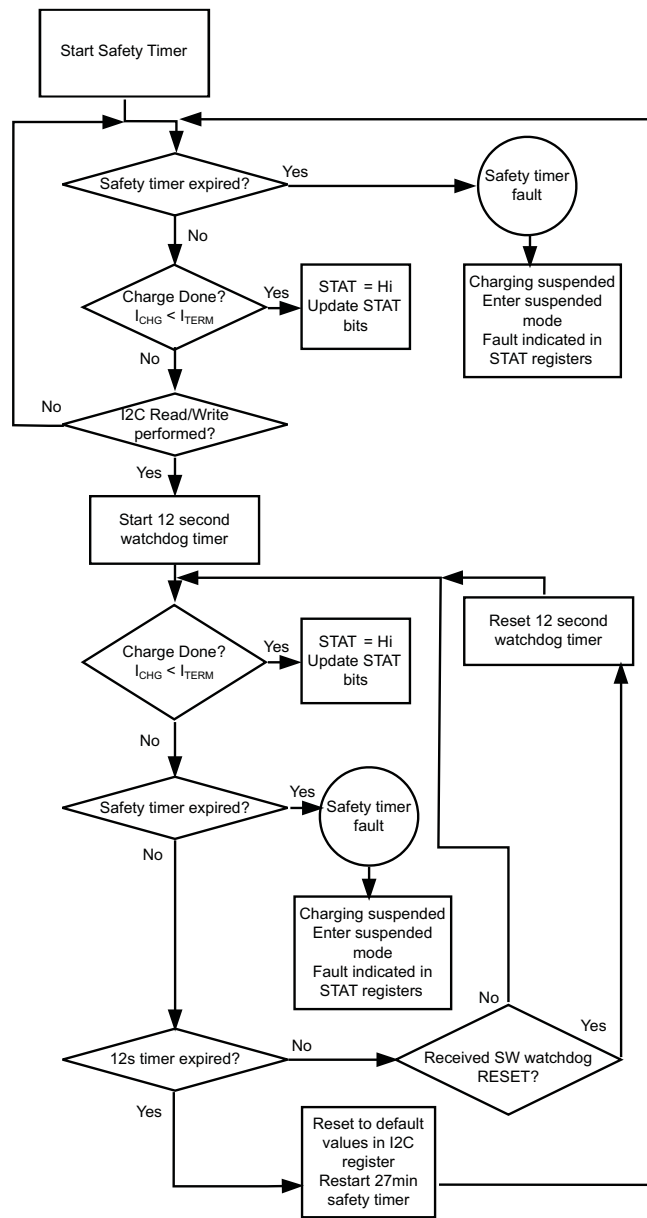 Start Safety Timer
Safety timer expired?
Yes
Safety timer
fault
No
Charging suspended
Enter suspended
mode
Fault indicated in
STAT registers
Charge Done?
I_CHG < I_TERM
Yes
STAT = Hi
Update STAT
bits
No
No
I2C Read/Write
performed?
Yes
Start 12 second
watchdog timer
Reset 12 second
watchdog timer
Charge Done?
I_CHG < I_TERM
Yes
STAT = Hi
Update STAT
bits
No
Safety timer expired?
Yes
Safety timer
fault
No
Charging suspended
Enter suspended
mode
Fault indicated in
STAT registers
No
Yes
12s timer expired?
No
Received SW watchdog
RESET?
Yes
Reset to default
values in I2C
register
Restart 27min
safety timer